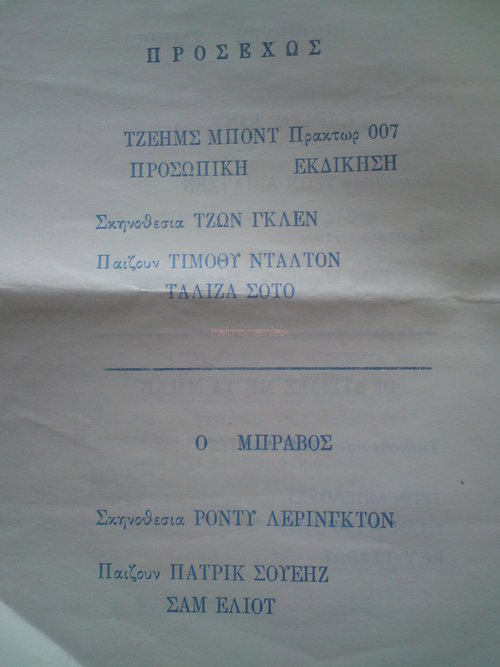 ΠΡΟΣΕΧΩΣ
ΤΖΕΗΜΣ ΜΠΟΝΤ Πρακτωρ 007
ΠΡΟΣΩΠΙΚΗ ΕΚΔΙΚΗΣΗ
Σκηνοθεσια ΤΖΩΝ ΓΚΛΕΝ
Παιζουν ΤΙΜΟΘΥ ΝΤΑΛΤΟΝ
ΤΑΛΙΖΑ ΣΟΤΟ
retromaniax
Ο ΜΠΡΑΒΟΣ
Σκηνοθεσια ΡΟΝΤΥ ΛΕΡΙΝΓΚΤΟΝ
Παιζουν ΠΑΤΡΙΚ ΣΟΥΕΗΖ
ΣΑΜ ΕΛΙΟΤ